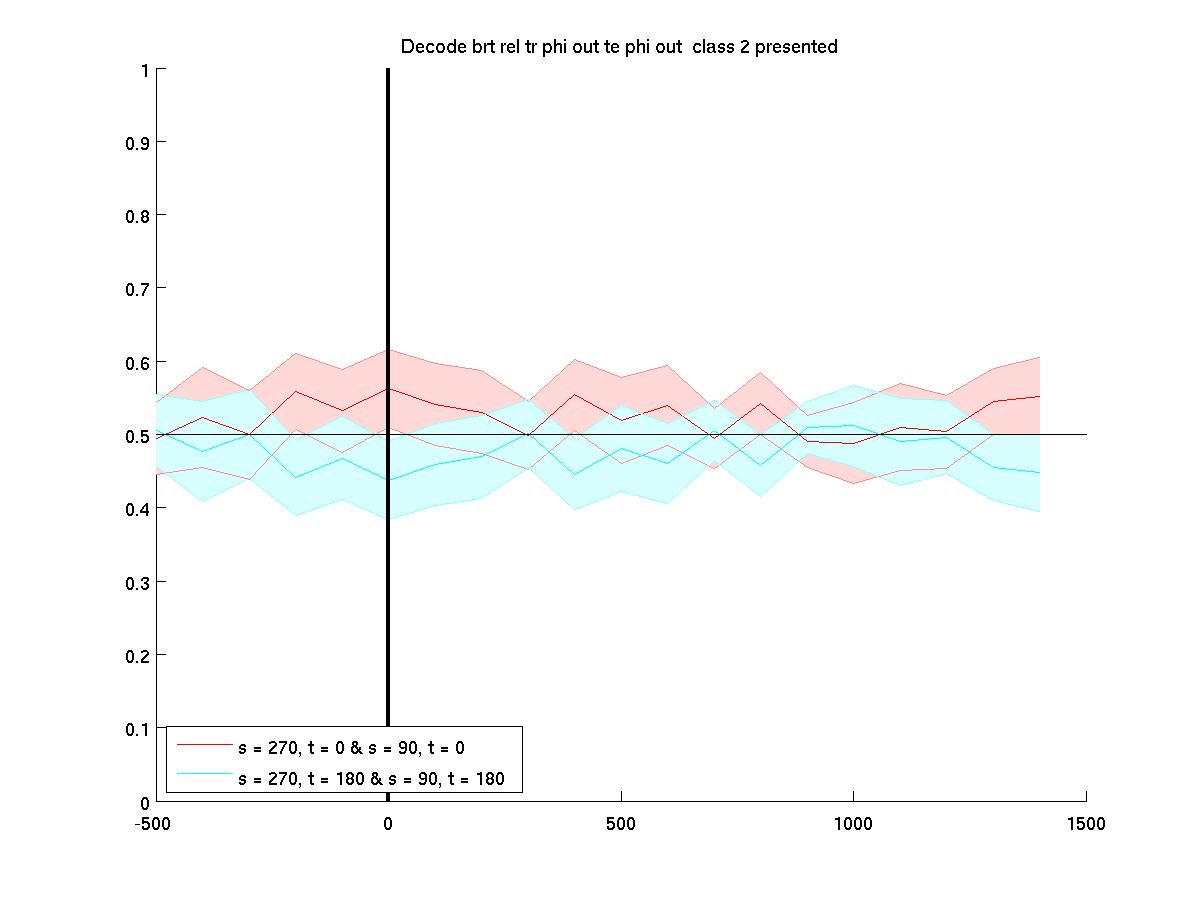 Decode brt rel tr phi out te phi out  class 2 presented
1
0.9
0.8
0.7
0.6
0.5
0.4
0.3
0.2
0.1
0
s = 270, t = 0 & s = 90, t = 0
s = 270, t = 180 & s = 90, t = 180
-500 0 500 1000 1500